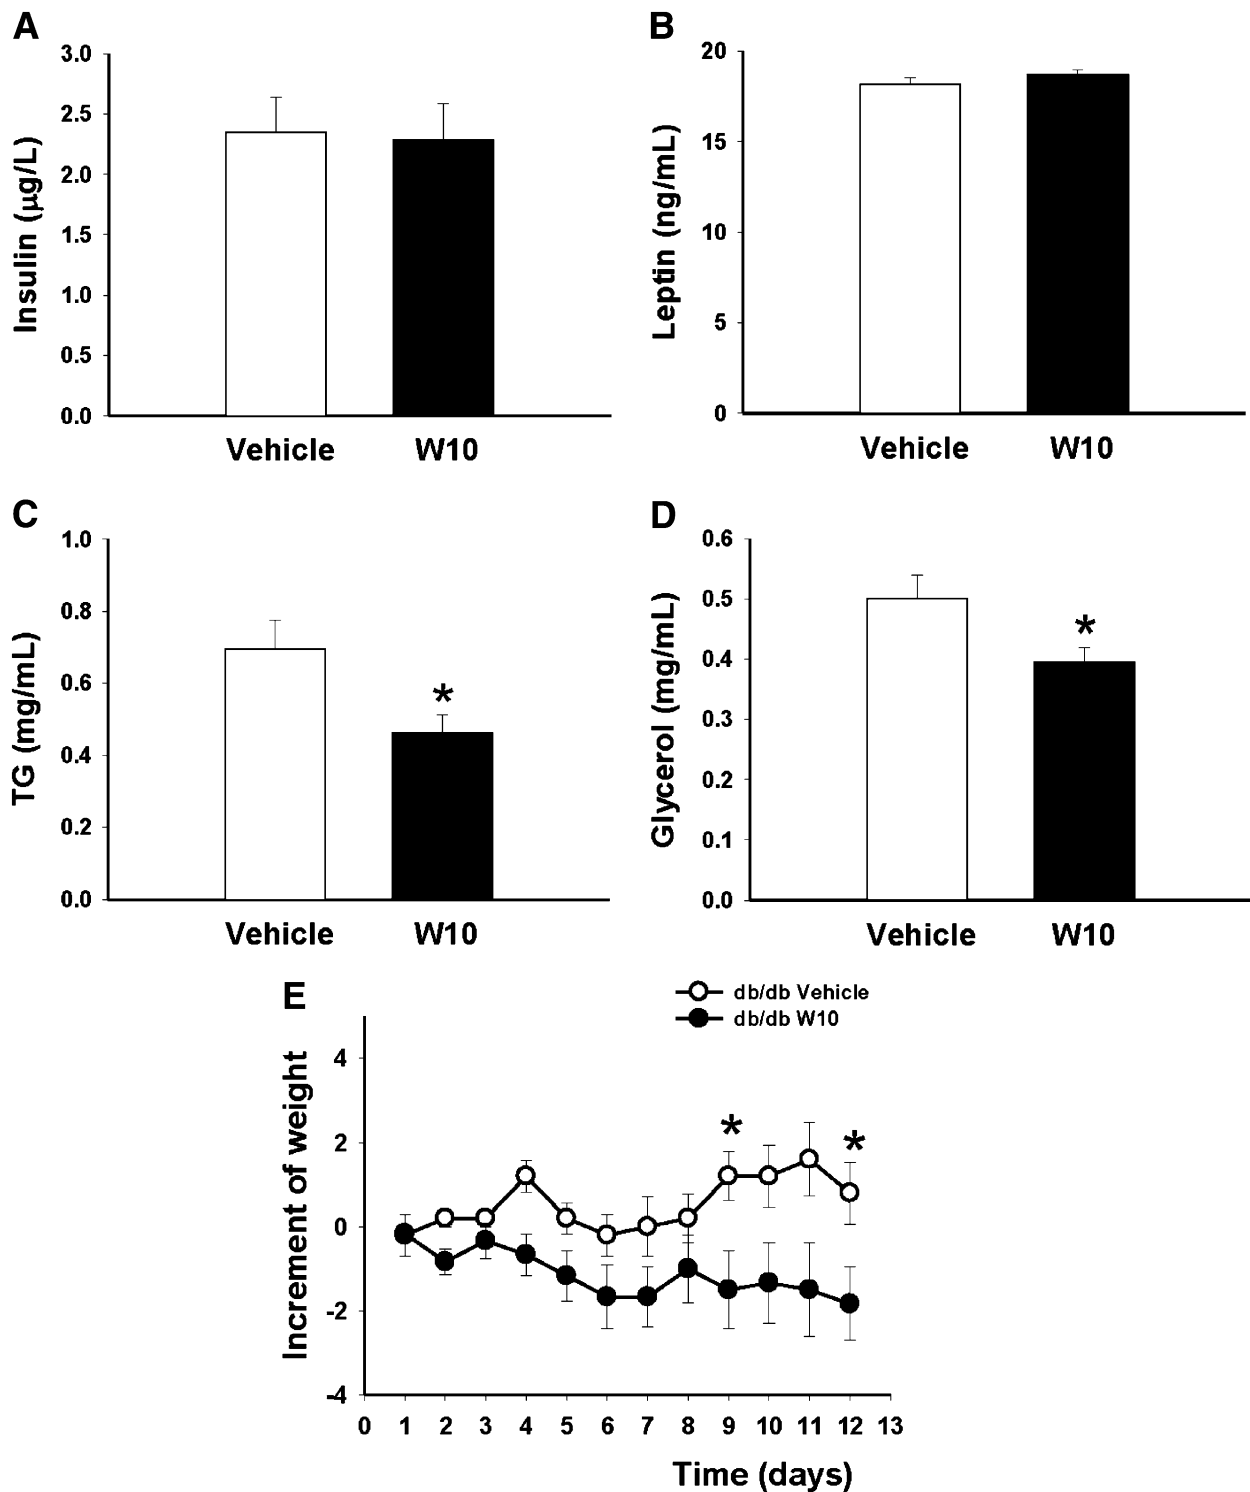 A
3.0
2.5
2.0
1.5
1.0
0.5
0.0
Insulin (μg/L)
Vehicle W10
B
20
15
10
5
0
Leptin (ng/mL)
Vehicle W10
C
1.0
0.8
0.6
0.4
0.2
0.0
TG (mg/mL)
*
Vehicle W10
D
0.6
0.5
0.4
0.3
0.2
0.1
0.0
Glycerol (mg/mL)
*
Vehicle W10
E
db/db Vehicle
db/db W10
4
2
0
-2
-4
Increment of weight
* *
0 1 2 3 4 5 6 7 8 9 10 11 12 13
Time (days)